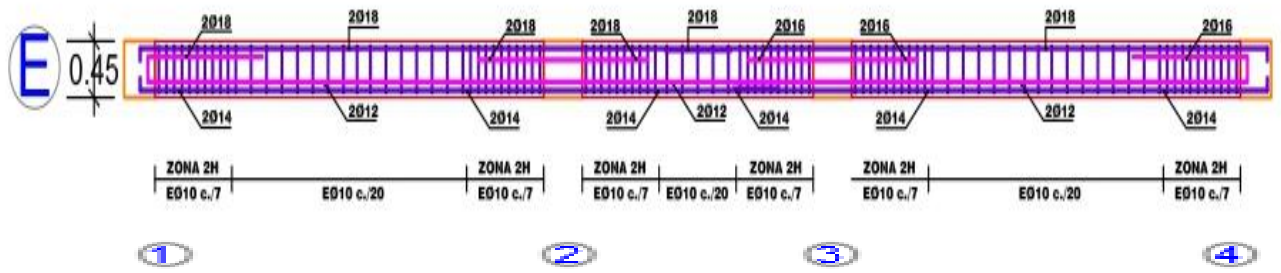 2Ø18 2Ø18 2Ø18 2Ø18 2Ø18 2Ø16 2Ø16 2Ø18 2Ø16
E 0.45
2Ø14 2Ø12 2Ø14 2Ø14 2Ø12 2Ø14 2Ø14 2Ø12 2Ø14
ZONA 2H ZONA 2H ZONA 2H ZONA 2H ZONA 2H ZONA 2H
EØ10 c./7 EØ10 c./20 EØ10 c./7 EØ10 c./7 EØ10 c./20 EØ10 c./7 EØ10 c./7 EØ10 c./20 EØ10 c./7
1 2 3 4